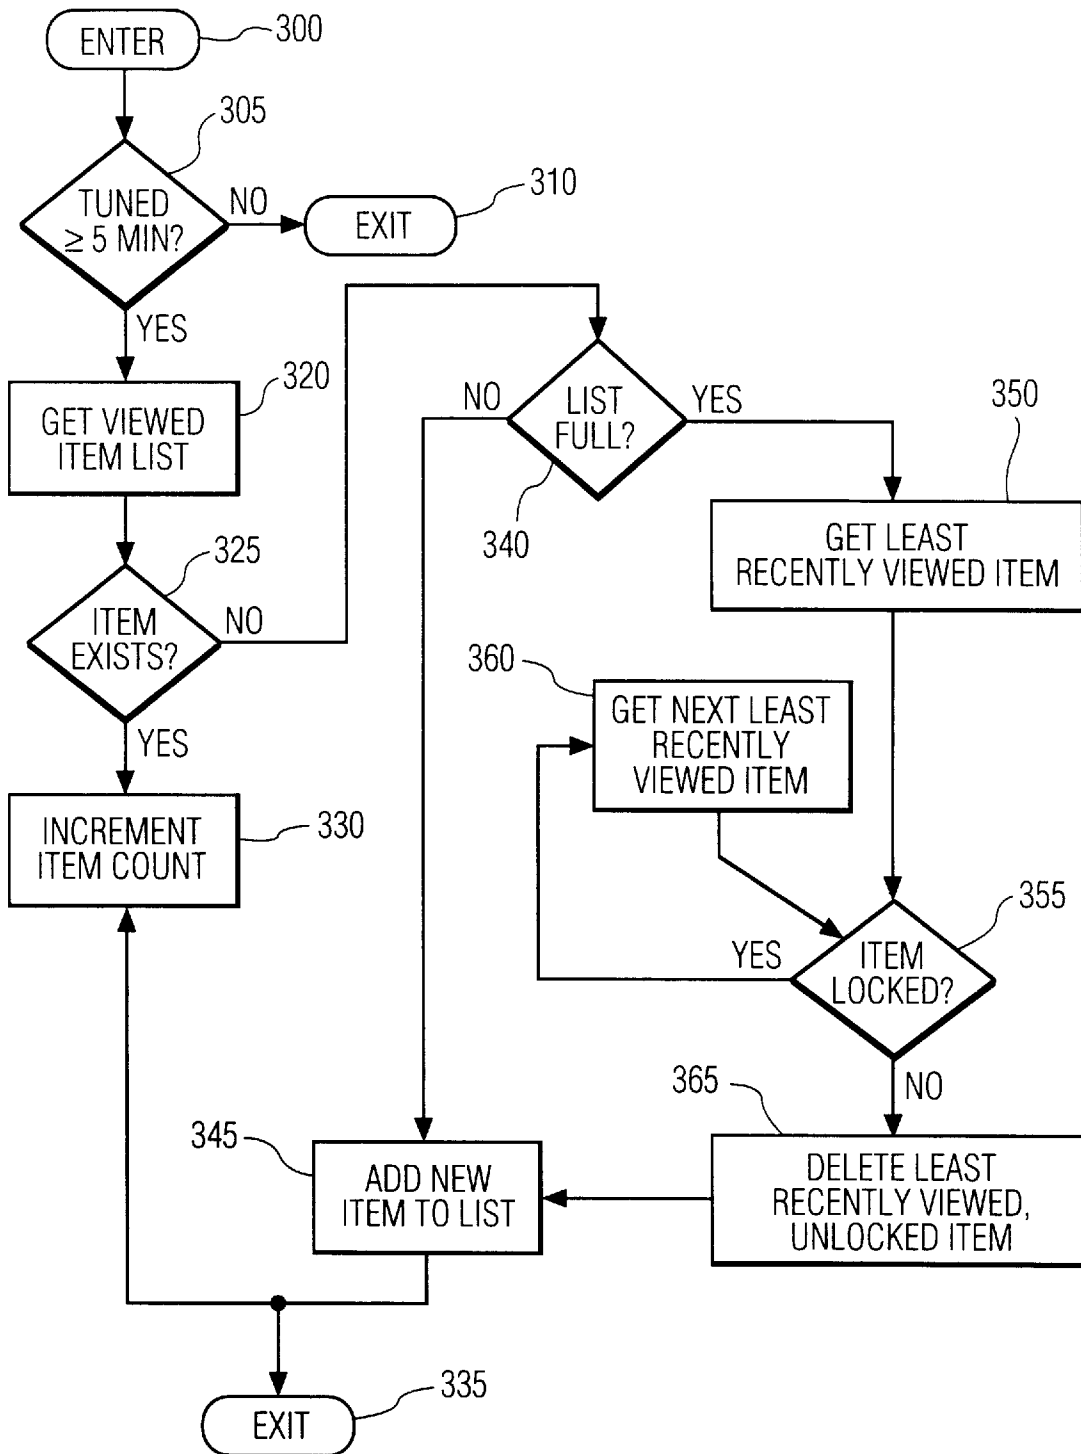 ENTER
300
305
TUNED
≥ 5 MIN?
NO
EXIT
310
YES
GET VIEWED
ITEM LIST
320
325
ITEM
EXISTS?
NO
YES
INCREMENT
ITEM COUNT
330
LIST
FULL?
NO
YES
340
350
GET LEAST
RECENTLY VIEWED ITEM
360
GET NEXT LEAST
RECENTLY
VIEWED ITEM
355
ITEM
LOCKED?
YES
NO
365
DELETE LEAST
RECENTLY VIEWED,
UNLOCKED ITEM
345
ADD NEW
ITEM TO LIST
335
EXIT